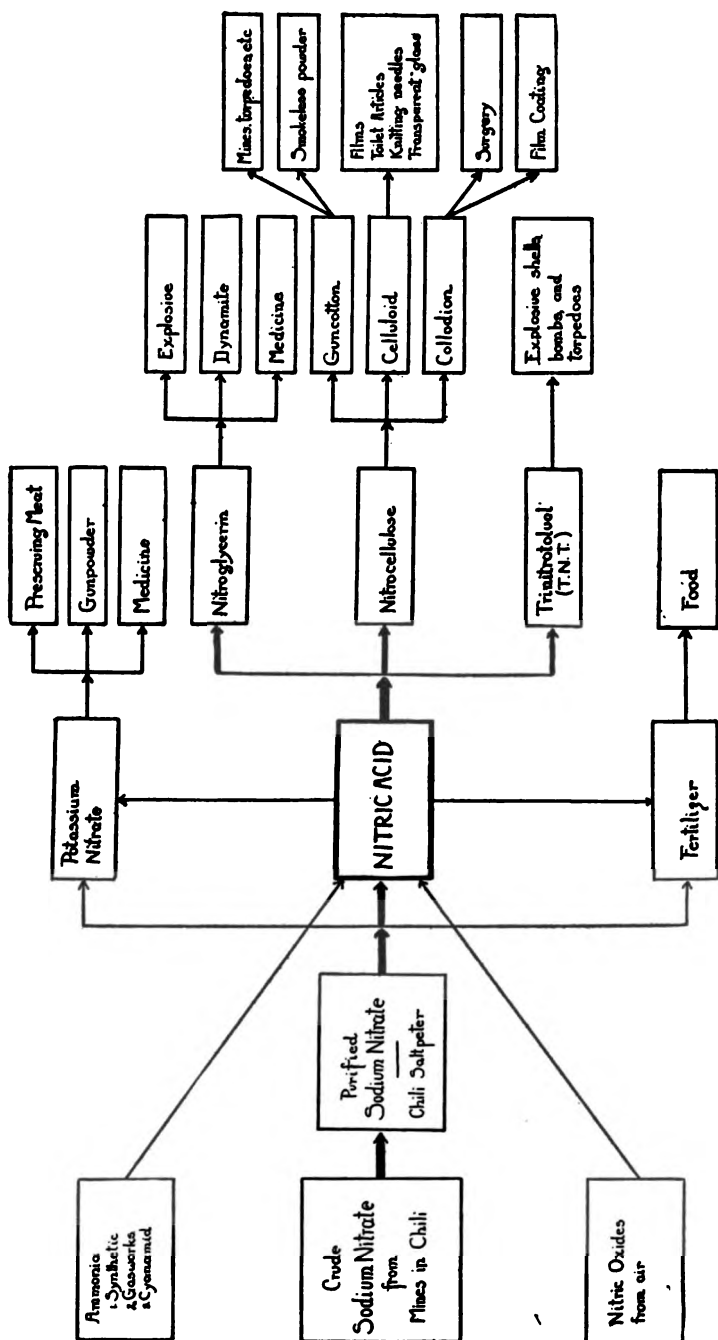 Ammonia
1. Synthetic
2. Gasworks
3. Cyanamid
Crude
Sodium Nitrate
from
Mines in Chili
Nitric Oxides
from air
Purified
Sodium Nitrate
Chili Saltpeter
Potassium
Nitrate
NITRIC ACID
Fertilizer
Preserving Meat
Gunpowder
Medicine
Nitroglycerin
Nitrocellulose
Trinitrotoluol
(T.N.T.)
Food
Explosive
Dynamite
Medicine
Guncotton
Celluloid
Collodion
Explosive shells,
bombs, and
torpedoes
Mines, torpedoes etc
Smokeless powder
Films
Toilet Articles
Knitting needles
Transparent glass
Surgery
Film Coating